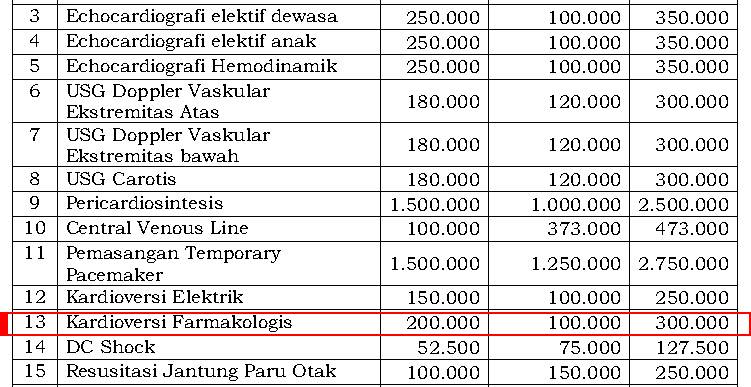 3 Echocardiografi elektif dewasa 250.000 100.000 350.000
4 Echocardiografi elektif anak 250.000 100.000 350.000
5 Echocardiografi Hemodinamik 250.000 100.000 350.000
6 USG Doppler Vaskular
Ekstremitas Atas 180.000 120.000 300.000
7 USG Doppler Vaskular
Ekstremitas bawah 180.000 120.000 300.000
8 USG Carotis 180.000 120.000 300.000
9 Pericardiosintesis 1.500.000 1.000.000 2.500.000
10 Central Venous Line 100.000 373.000 473.000
11 Pemasangan Temporary
Pacemaker 1.500.000 1.250.000 2.750.000
12 Kardioversi Elektrik 150.000 100.000 250.000
13 Kardioversi Farmakologis 200.000 100.000 300.000
14 DC Shock 52.500 75.000 127.500
15 Resusitasi Jantung Paru Otak 100.000 150.000 250.000